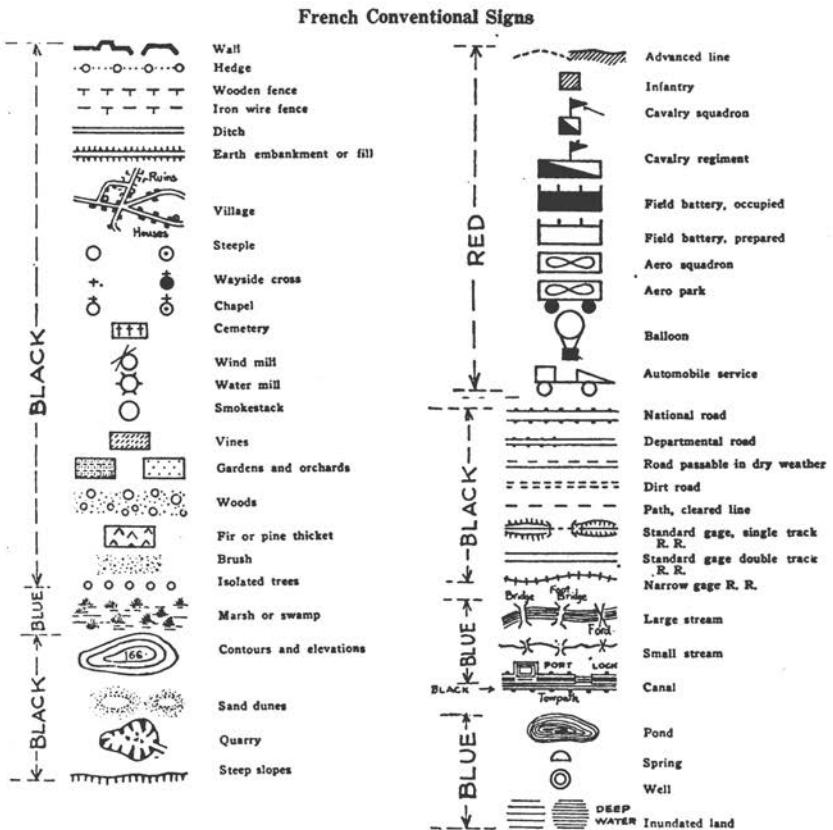 French Conventional Signs
BLACK
Wall
Hedge
Wooden fence
Iron wire fence
Ditch
Earth embankment or fill
Ruins
Village
Houses
Steeple
Wayside cross
Chapel
Cemetery
Wind mill
Water mill
Smokestack
Vines
Gardens and orchards
Woods
Fir or pine thicket
Brush
Isolated trees
BLUE
Marsh or swamp
BLACK
166
Contours and elevations
Sand dunes
Quarry
Steep slopes
RED
Advanced line
Infantry
Cavalry squadron
Cavalry regiment
Field battery, occupied
Field battery, prepared
Aero squadron
Aero park
Balloon
Automobile service
BLACK
National road
Departmental road
Road passable in dry weather
Dirt road
Path, cleared line
Standard gage, single track
R. R.
Standard gage double track
R. R.
Narrow gage R. R.
BLUE
Bridge
Foot
Bridge
Ford
Large stream
Small stream
PORT LOCK
BLACK
Canal
Towpath
BLUE
Pond
Spring
Well
DEEP
WATER
Inundated land